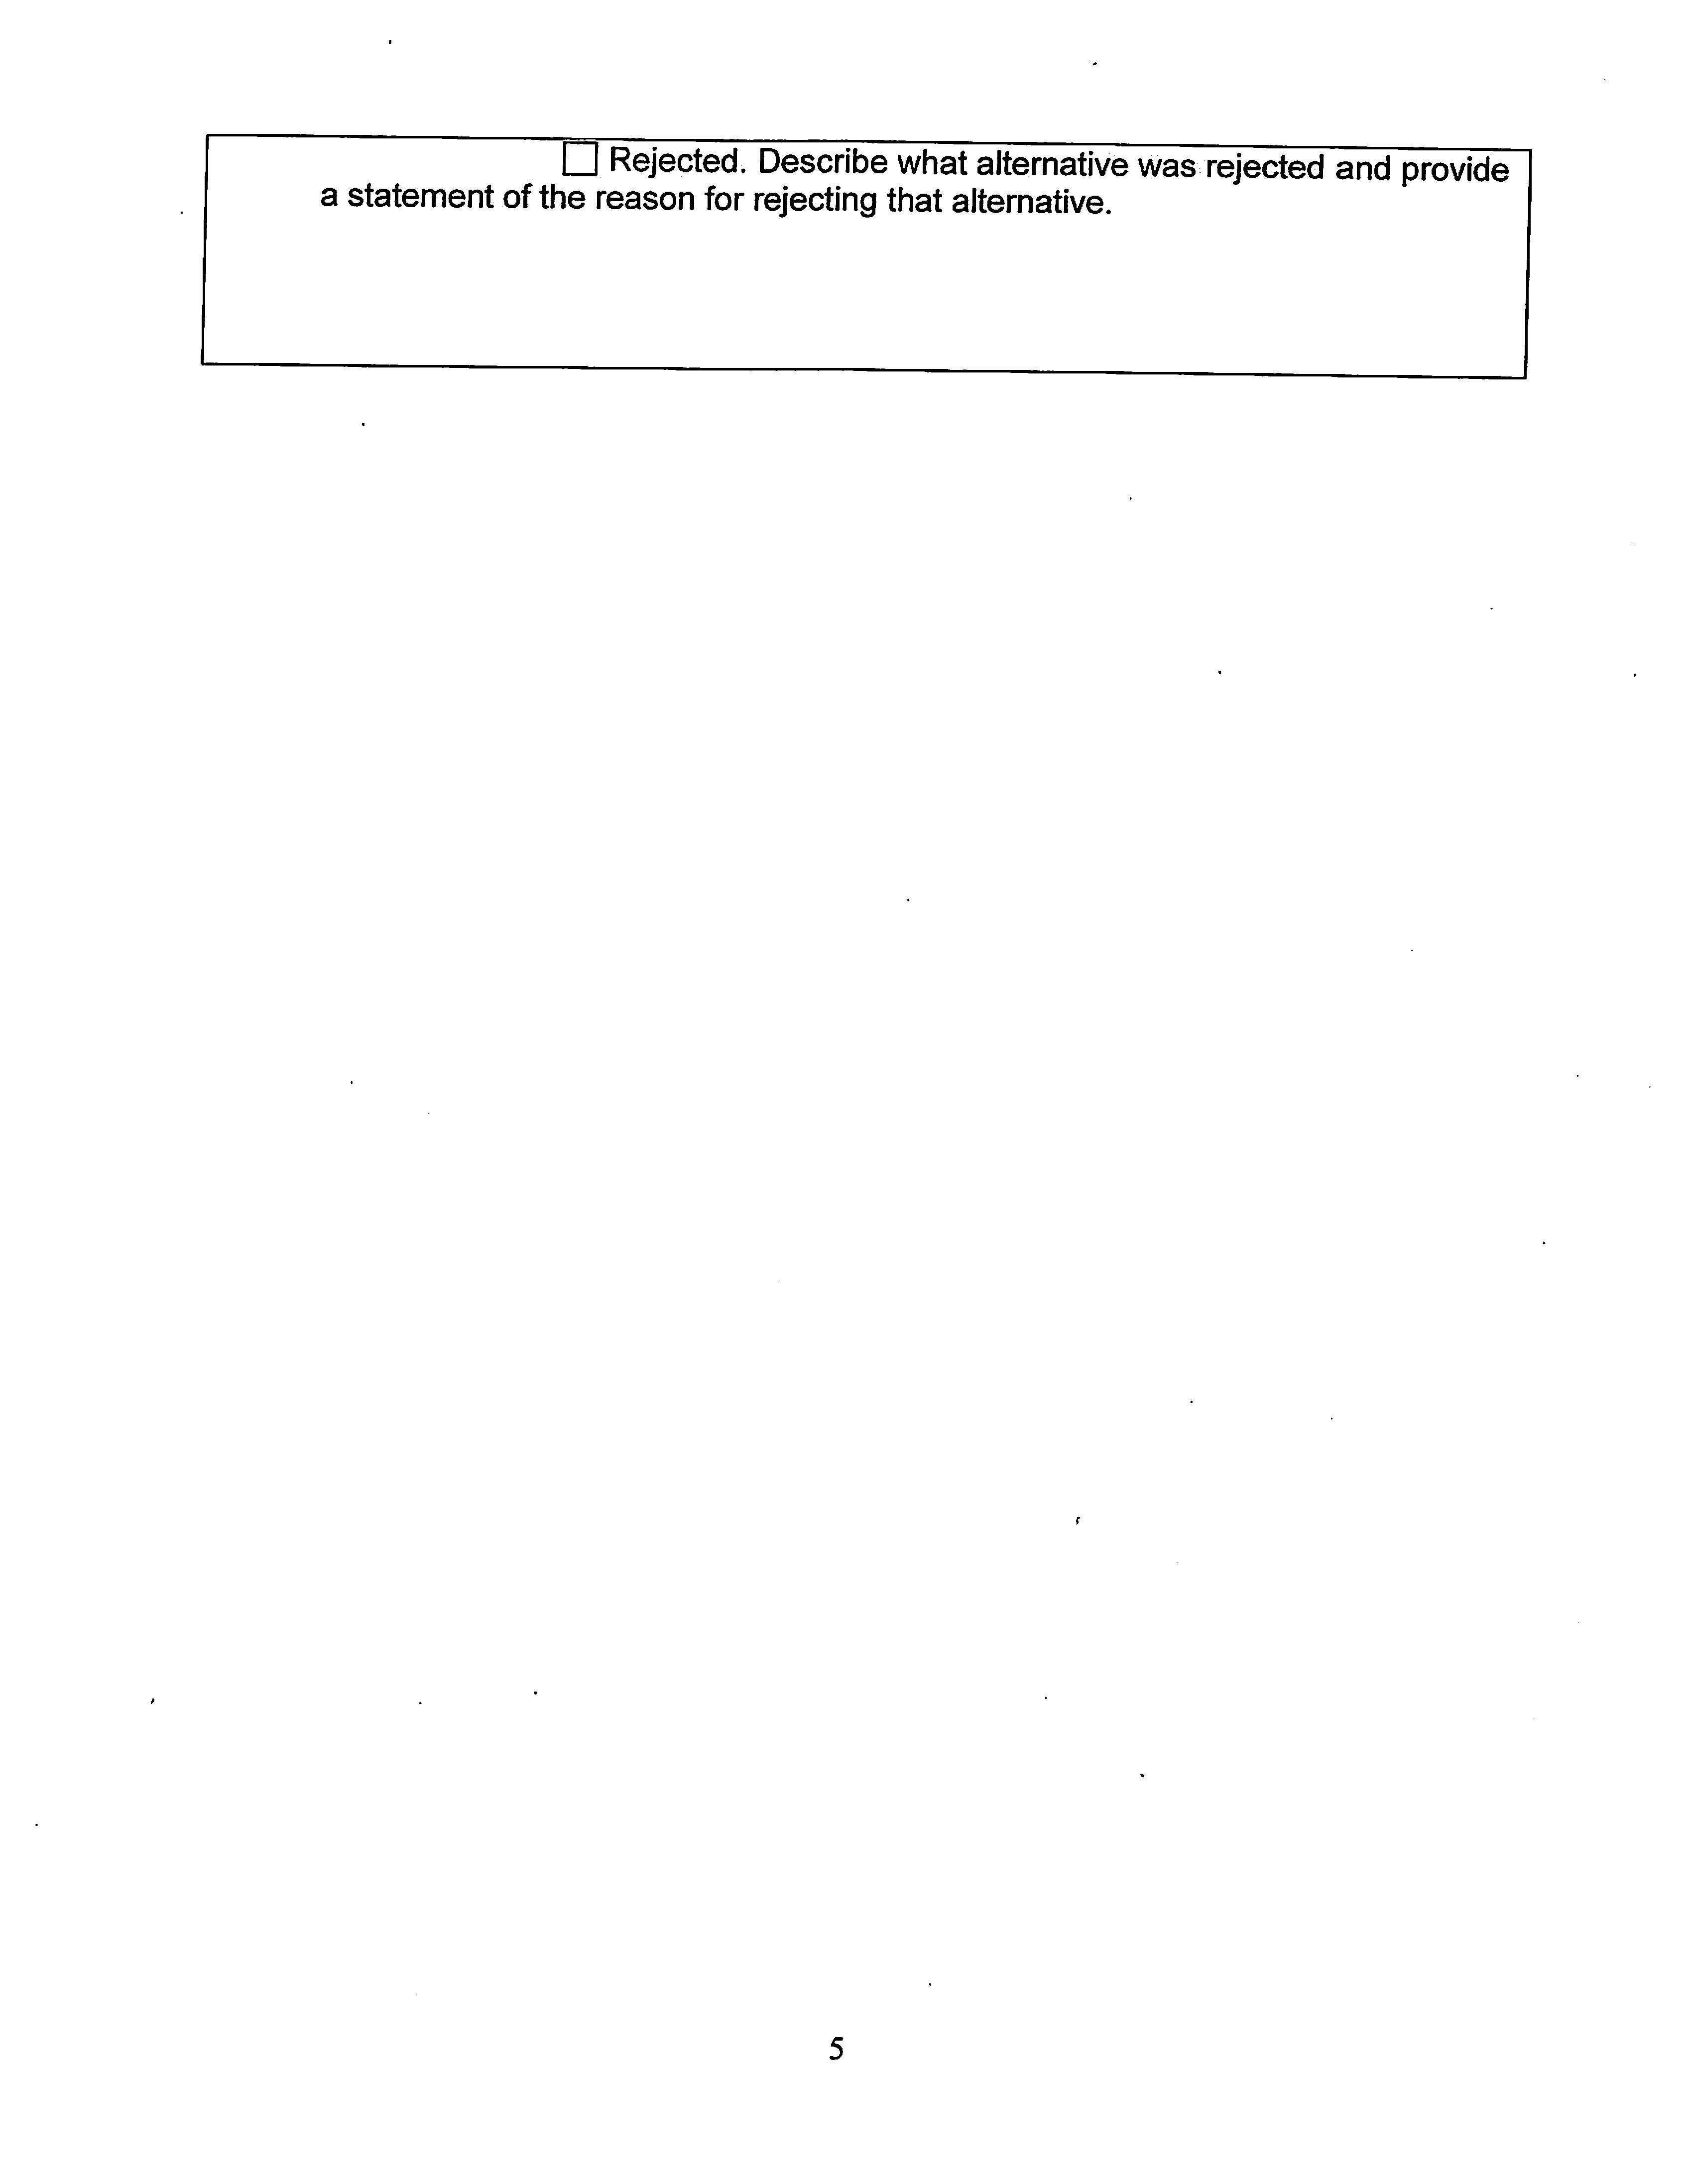 ☐ Rejected. Describe what alternative was rejected and provide
a statement of the reason for rejecting that alternative.
5